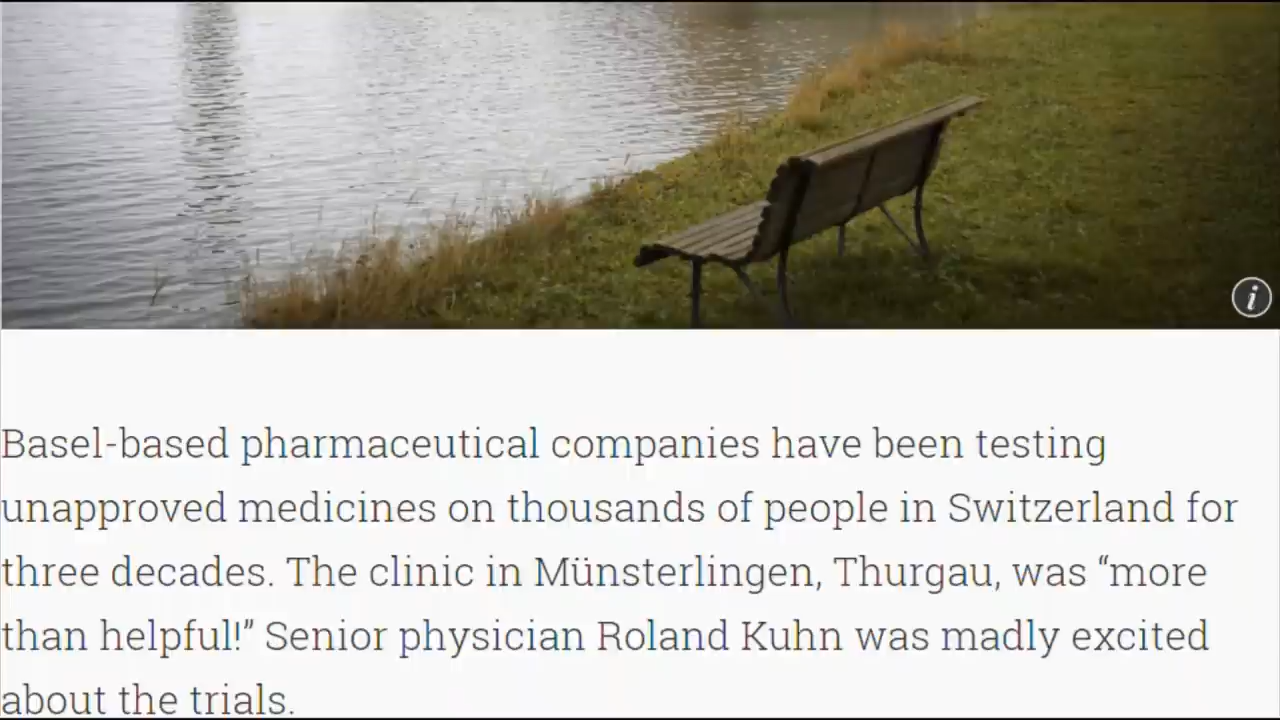 i
Basel-based pharmaceutical companies have been testing
unapproved medicines on thousands of people in Switzerland for
three decades. The clinic in Münsterlingen, Thurgau, was “more
than helpful!” Senior physician Roland Kuhn was madly excited
about the trials.